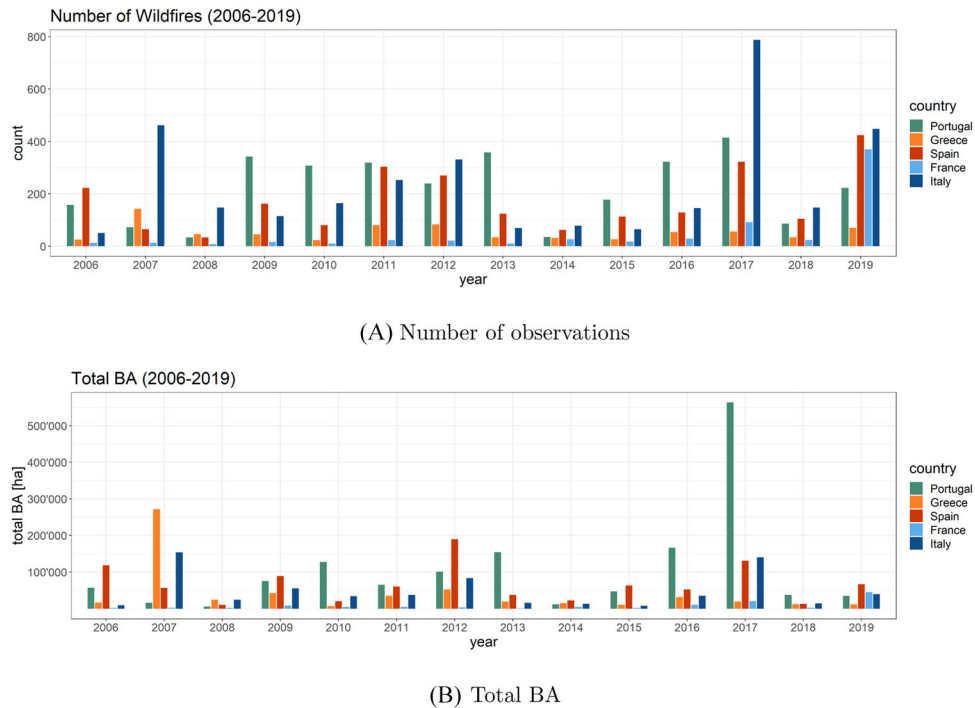 Number of Wildfires (2006-2019)
800
600
400
200
0
count
2006 2007 2008 2009 2010 2011 2012 2013 2014 2015 2016 2017 2018 2019
year
country
Portugal
Greece
Spain
France
Italy
(A) Number of observations
Total BA (2006-2019)
500'000
400'000
300'000
200'000
100'000
total BA [ha]
2006 2007 2008 2009 2010 2011 2012 2013 2014 2015 2016 2017 2018 2019
year
country
Portugal
Greece
Spain
France
Italy
(B) Total BA